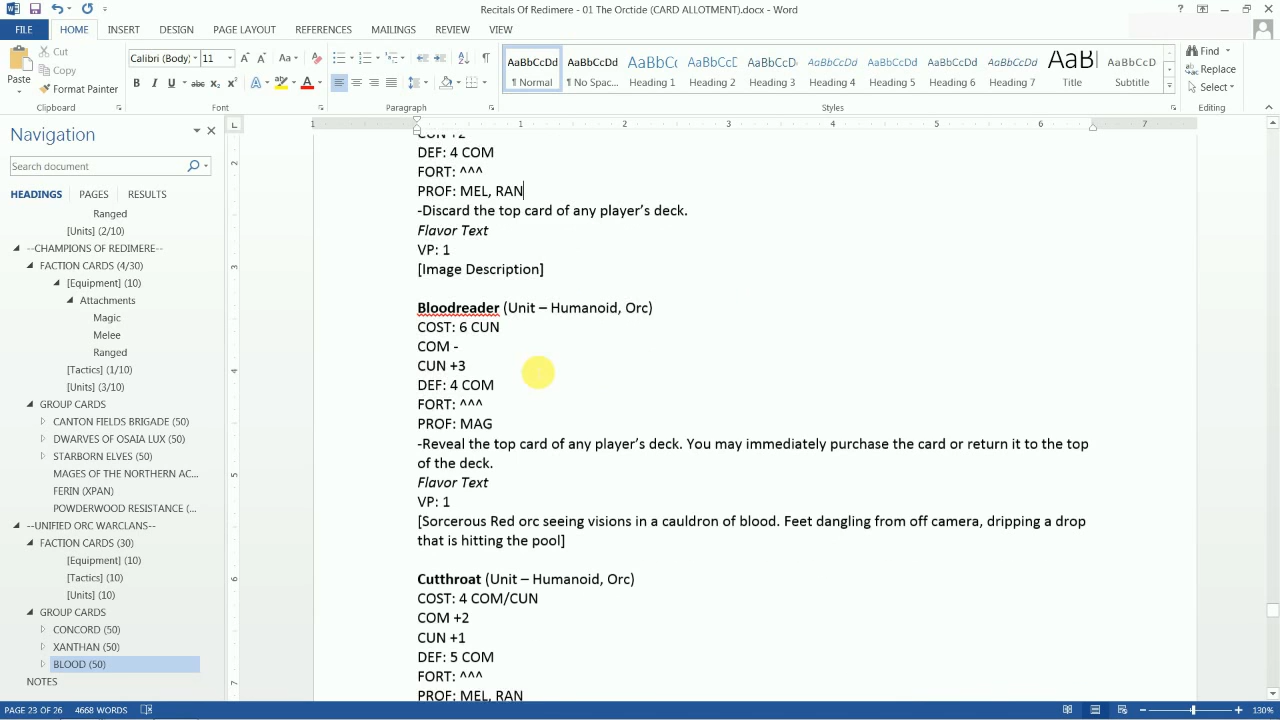 Recitals Of Redimere - 01 The Orctide (CARD ALLOTMENT).docx - Word
FILE HOME INSERT DESIGN PAGE LAYOUT REFERENCES MAILINGS REVIEW VIEW
Cut
Copy
Format Painter
Paste
Clipboard
Calibri (Body) 11
Font
Paragraph
AaBbCcDd AaBbCcDd AaBbCcDd AaBbCcDd AaBbCcDd AaBbCcDd AaBbCcDd AaBbCcDd AaB AaBbCcD
¶ Normal ¶ No Spac... Heading 1 Heading 2 Heading 3 Heading 4 Heading 5 Heading 6 Title Subtitle
Styles
Find
Replace
Select
Editing
Navigation
Search document
HEADINGS PAGES RESULTS
Ranged
[Units] (2/10)
--CHAMPIONS OF REDIMERE--
FACTION CARDS (4/30)
[Equipment] (10)
Attachments
Magic
Melee
Ranged
[Tactics] (1/10)
[Units] (3/10)
GROUP CARDS
CANTON FIELDS BRIGADE (50)
DWARVES OF OSAIA LUX (50)
STARBORN ELVES (50)
MAGES OF THE NORTHERN AC...
FERIN (XPAN)
POWDERWOOD RESISTANCE (...
--UNIFIED ORC WARCLANS--
FACTION CARDS (30)
[Equipment] (10)
[Tactics] (10)
[Units] (10)
GROUP CARDS
CONCORD (50)
XANTHAN (50)
BLOOD (50)
NOTES
CUN +2
DEF: 4 COM
FORT: ^^^
PROF: MEL, RAN
-Discard the top card of any player’s deck.
Flavor Text
VP: 1
[Image Description]
Bloodreader (Unit – Humanoid, Orc)
COST: 6 CUN
COM -
CUN +3
DEF: 4 COM
FORT: ^^^
PROF: MAG
-Reveal the top card of any player’s deck. You may immediately purchase the card or return it to the top
of the deck.
Flavor Text
VP: 1
[Sorcerous Red orc seeing visions in a cauldron of blood. Feet dangling from off camera, dripping a drop
that is hitting the pool]
Cutthroat (Unit – Humanoid, Orc)
COST: 4 COM/CUN
COM +2
CUN +1
DEF: 5 COM
FORT: ^^^
PROF: MEL, RAN
PAGE 23 OF 26 4668 WORDS 130%